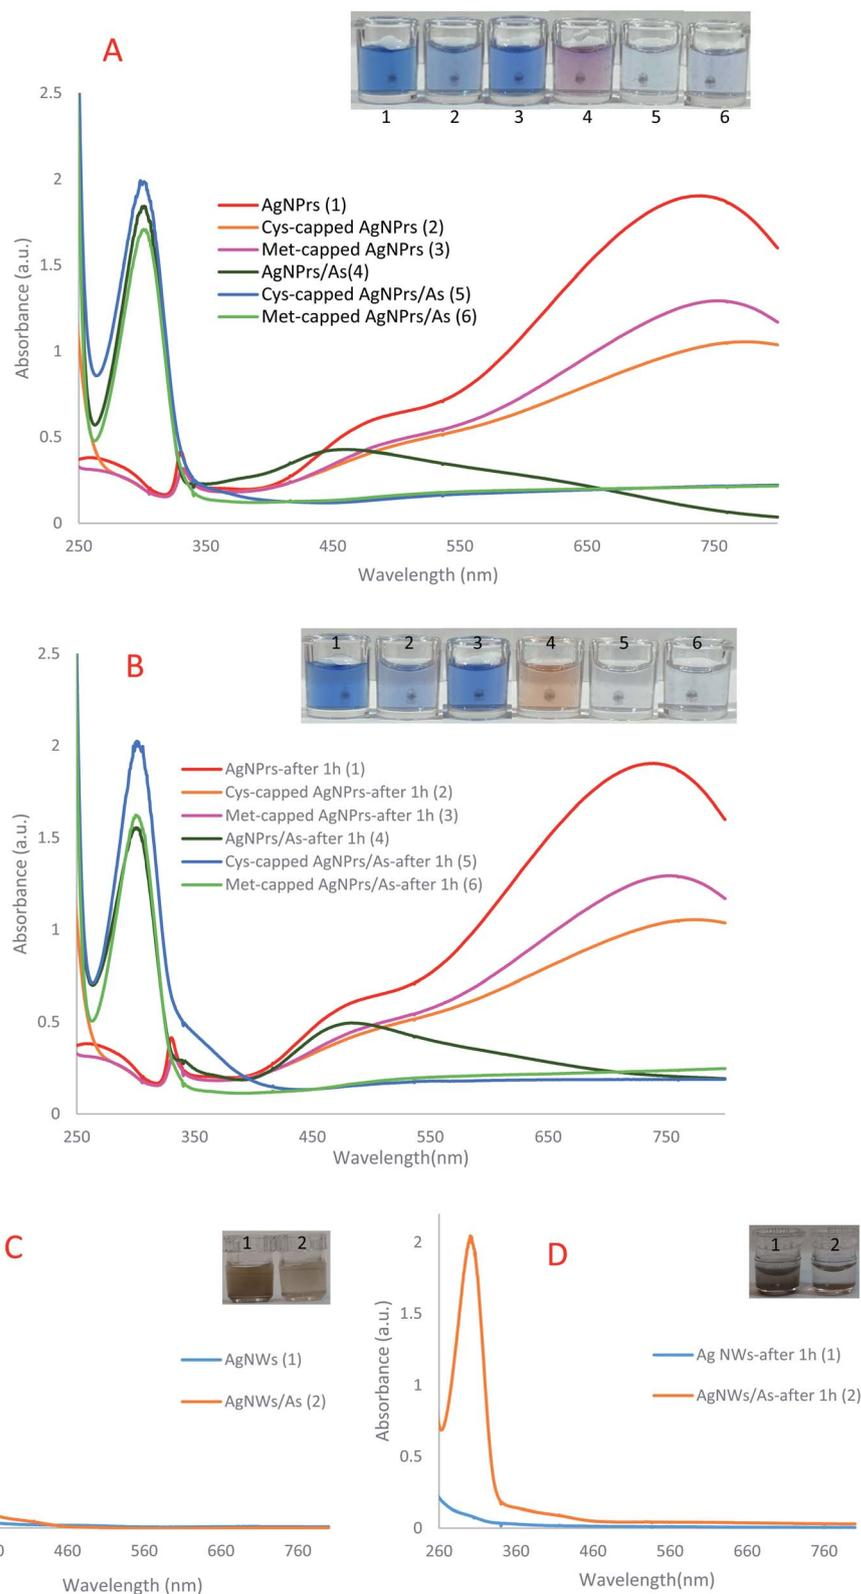 A
1 2 3 4 5 6
2.5
2
1.5
1
0.5
0
Absorbance (a.u.)
AgNPrs (1)
Cys-capped AgNPrs (2)
Met-capped AgNPrs (3)
AgNPrs/As(4)
Cys-capped AgNPrs/As (5)
Met-capped AgNPrs/As (6)
250 350 450 550 650 750
Wavelength (nm)
B
1 2 3 4 5 6
2.5
2
1.5
1
0.5
0
Absorbance (a.u.)
AgNPrs-after 1h (1)
Cys-capped AgNPrs-after 1h (2)
Met-capped AgNPrs-after 1h (3)
AgNPrs/As-after 1h (4)
Cys-capped AgNPrs/As-after 1h (5)
Met-capped AgNPrs/As-after 1h (6)
250 350 450 550 650 750
Wavelength(nm)
C
1 2
AgNWs (1)
AgNWs/As (2)
460 560 660 760
Wavelength (nm)
D
1 2
2
1.5
1
0.5
0
Absorbance (a.u.)
Ag NWs-after 1h (1)
AgNWs/As-after 1h (2)
260 360 460 560 660 760
Wavelength(nm)